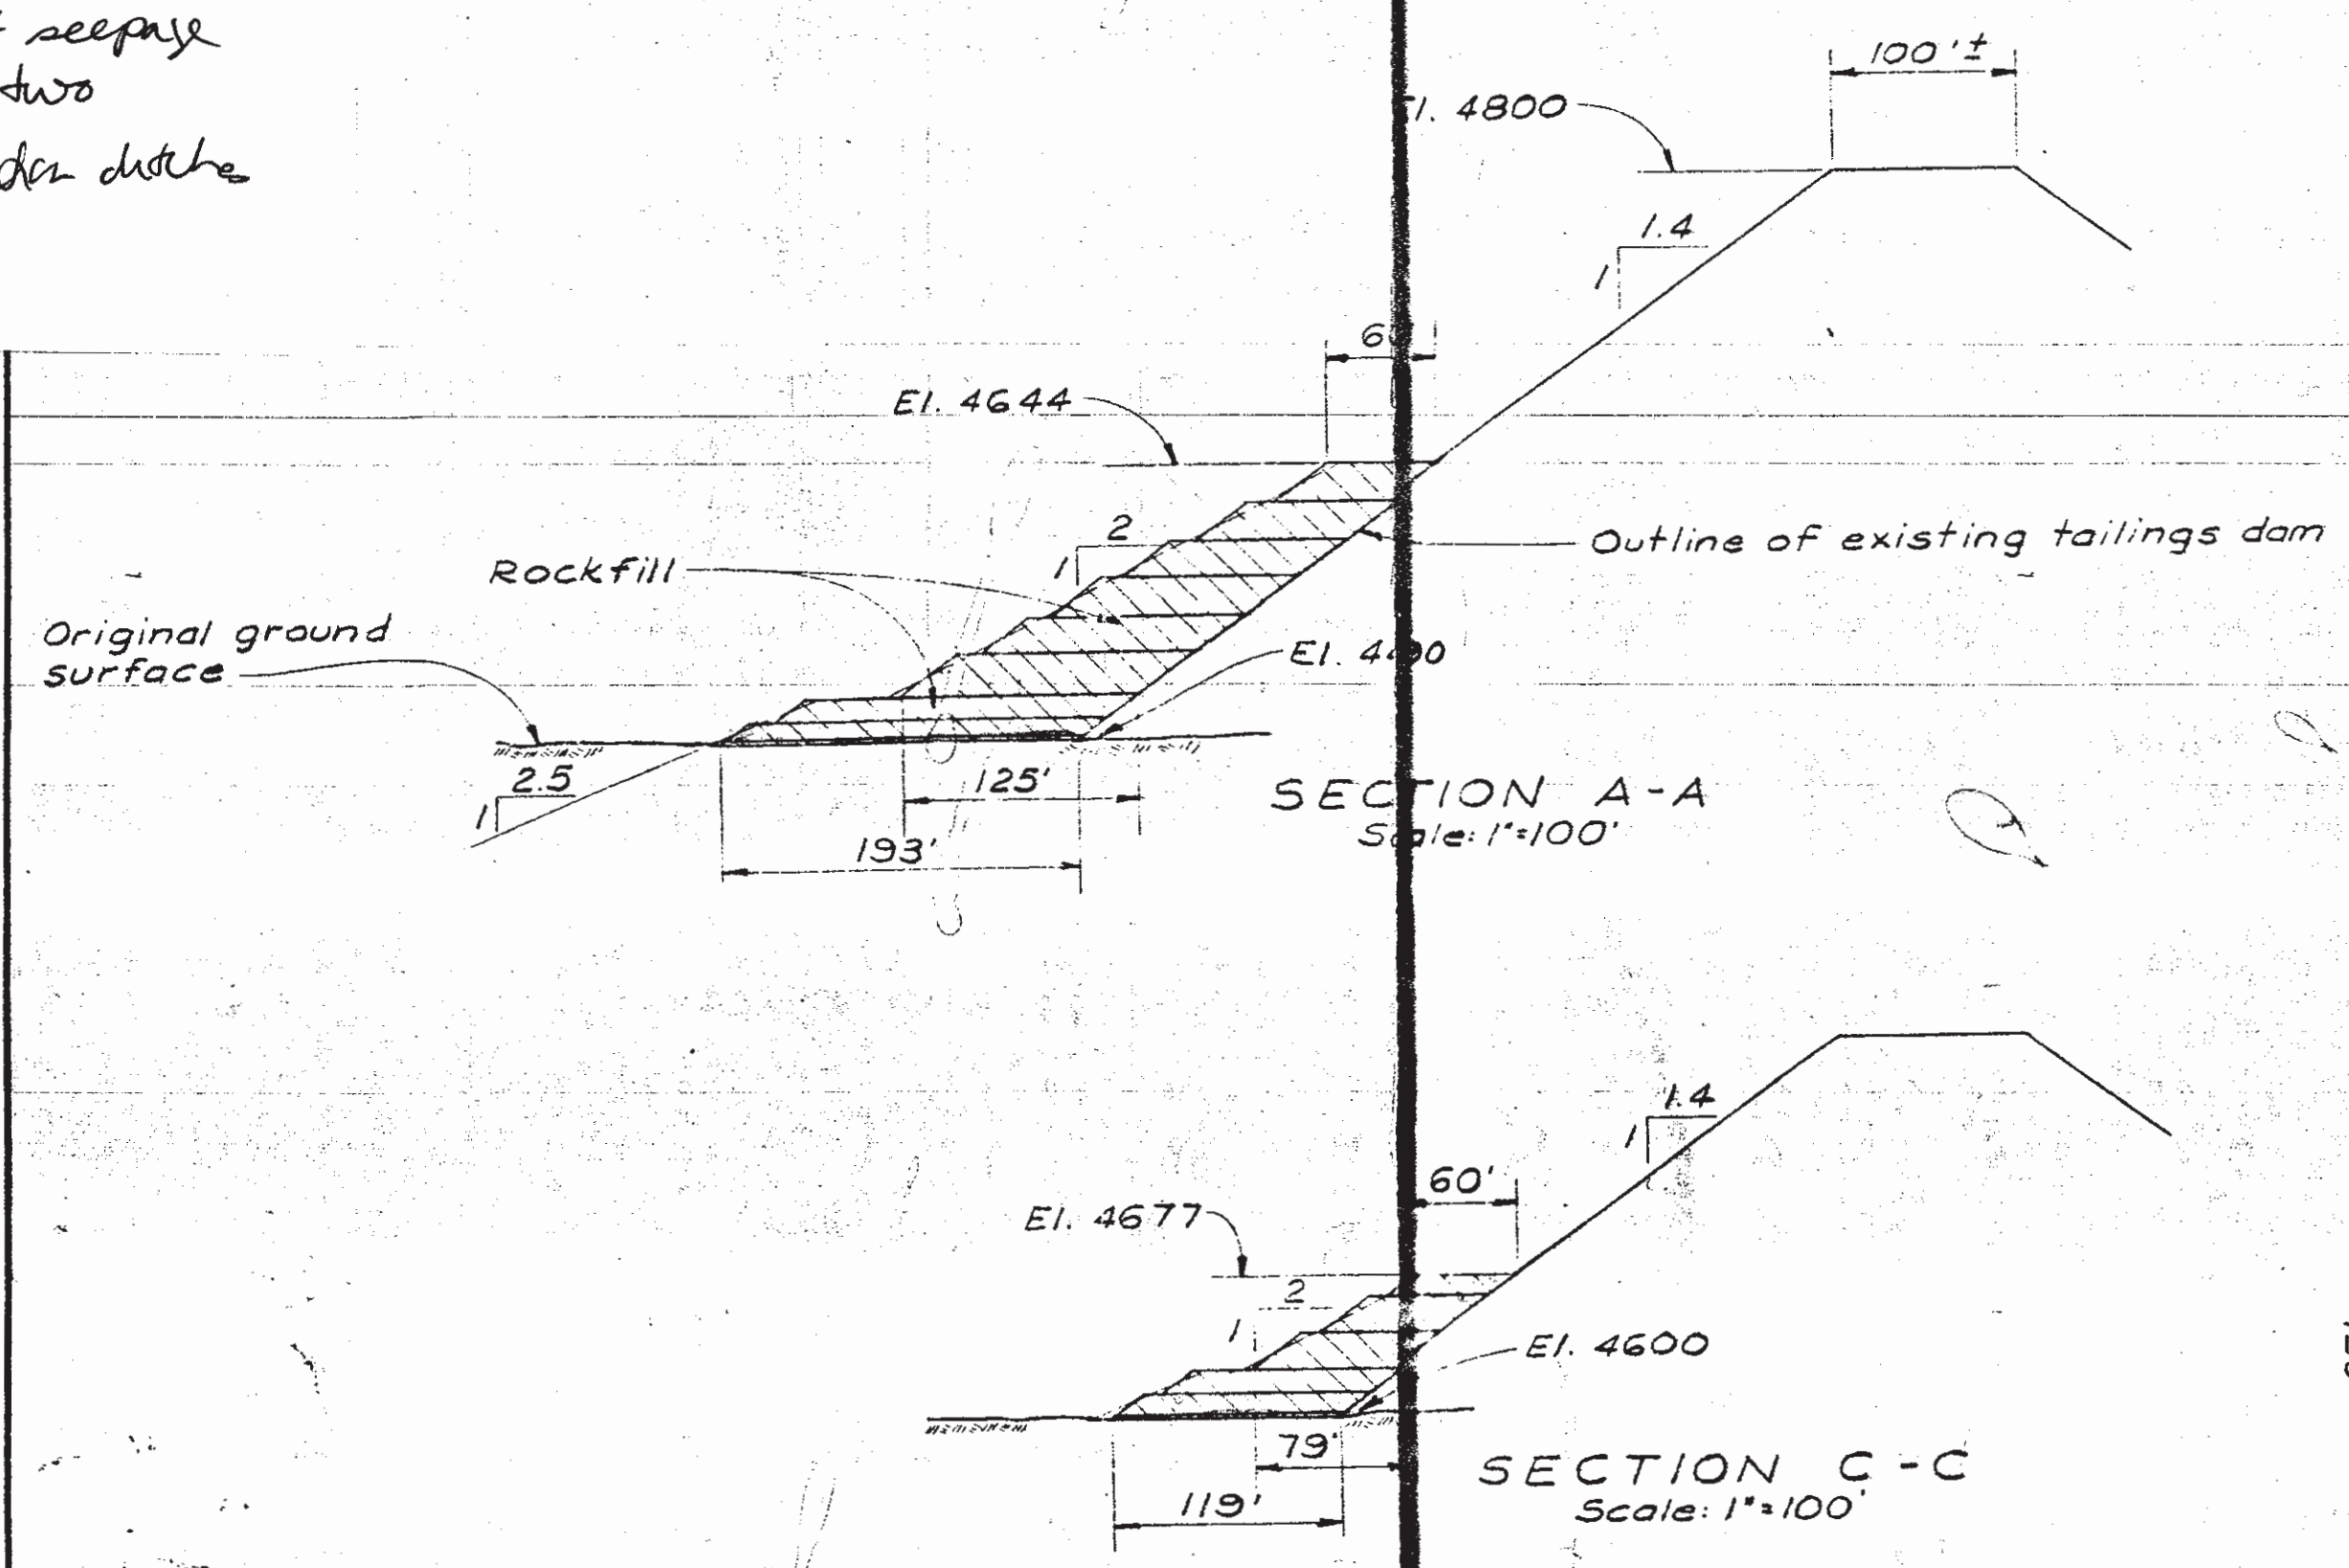 seepage
two
100'±
El. 4800
1.4
1
El. 4644
2
1
Outline of existing tailings dam
Rockfill
Original ground
surface
El.
2.5
1
125'
193'
SECTION A-A
Scale: 1"=100'
1.4
1
60'
El. 4677
2
1
El. 4600
79'
119'
SECTION C-C
Scale: 1"=100'